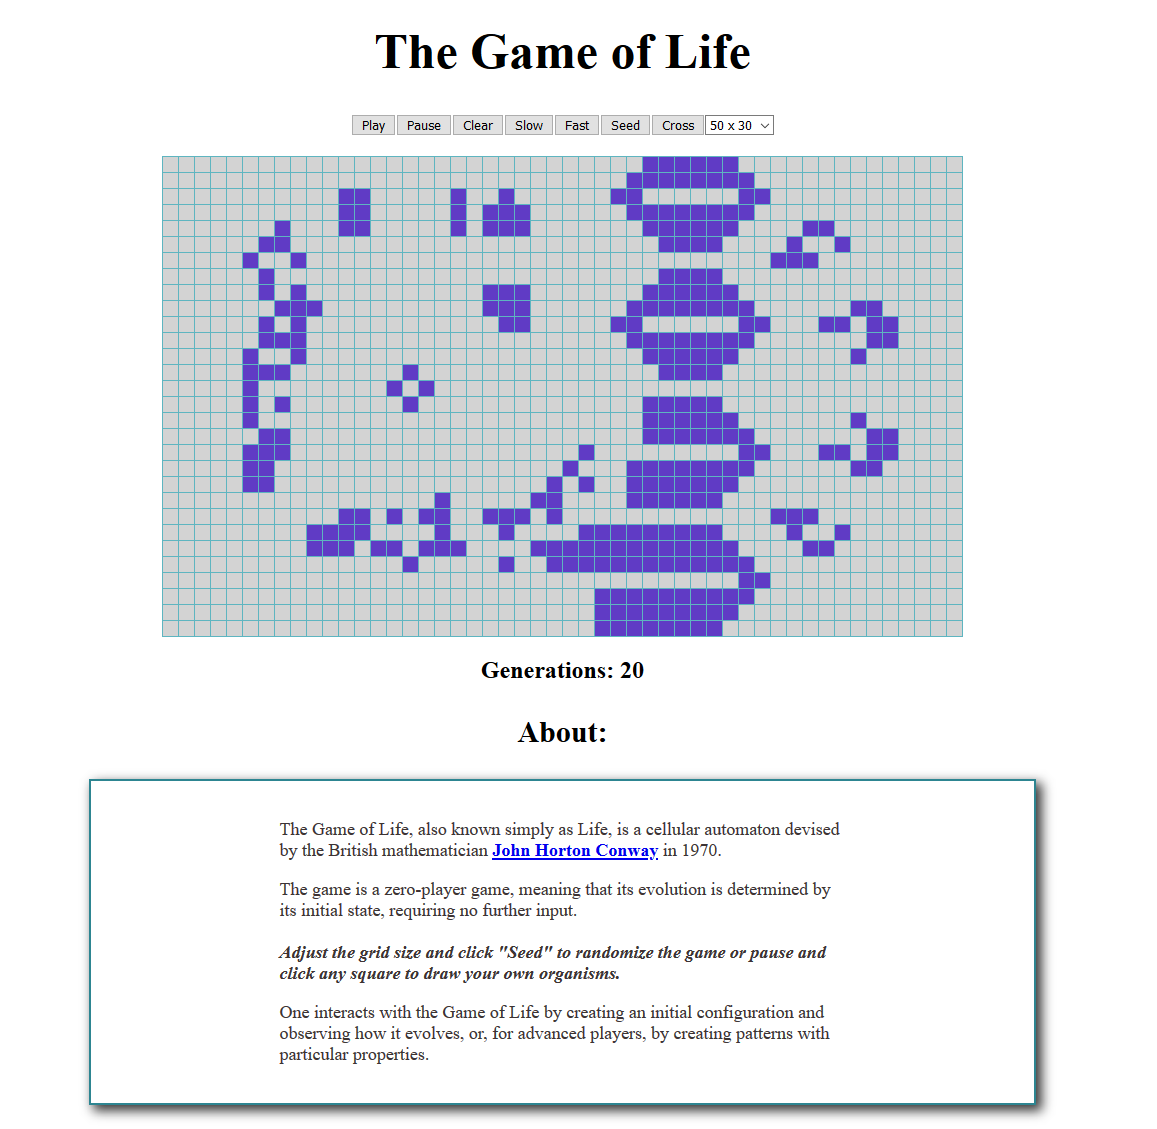 The Game of Life
Play Pause Clear Slow Fast Seed Cross 50 x 30
Generations: 20
About:
The Game of Life, also known simply as Life, is a cellular automaton devised
by the British mathematician John Horton Conway in 1970.
The game is a zero-player game, meaning that its evolution is determined by
its initial state, requiring no further input.
Adjust the grid size and click "Seed" to randomize the game or pause and
click any square to draw your own organisms.
One interacts with the Game of Life by creating an initial configuration and
observing how it evolves, or, for advanced players, by creating patterns with
particular properties.